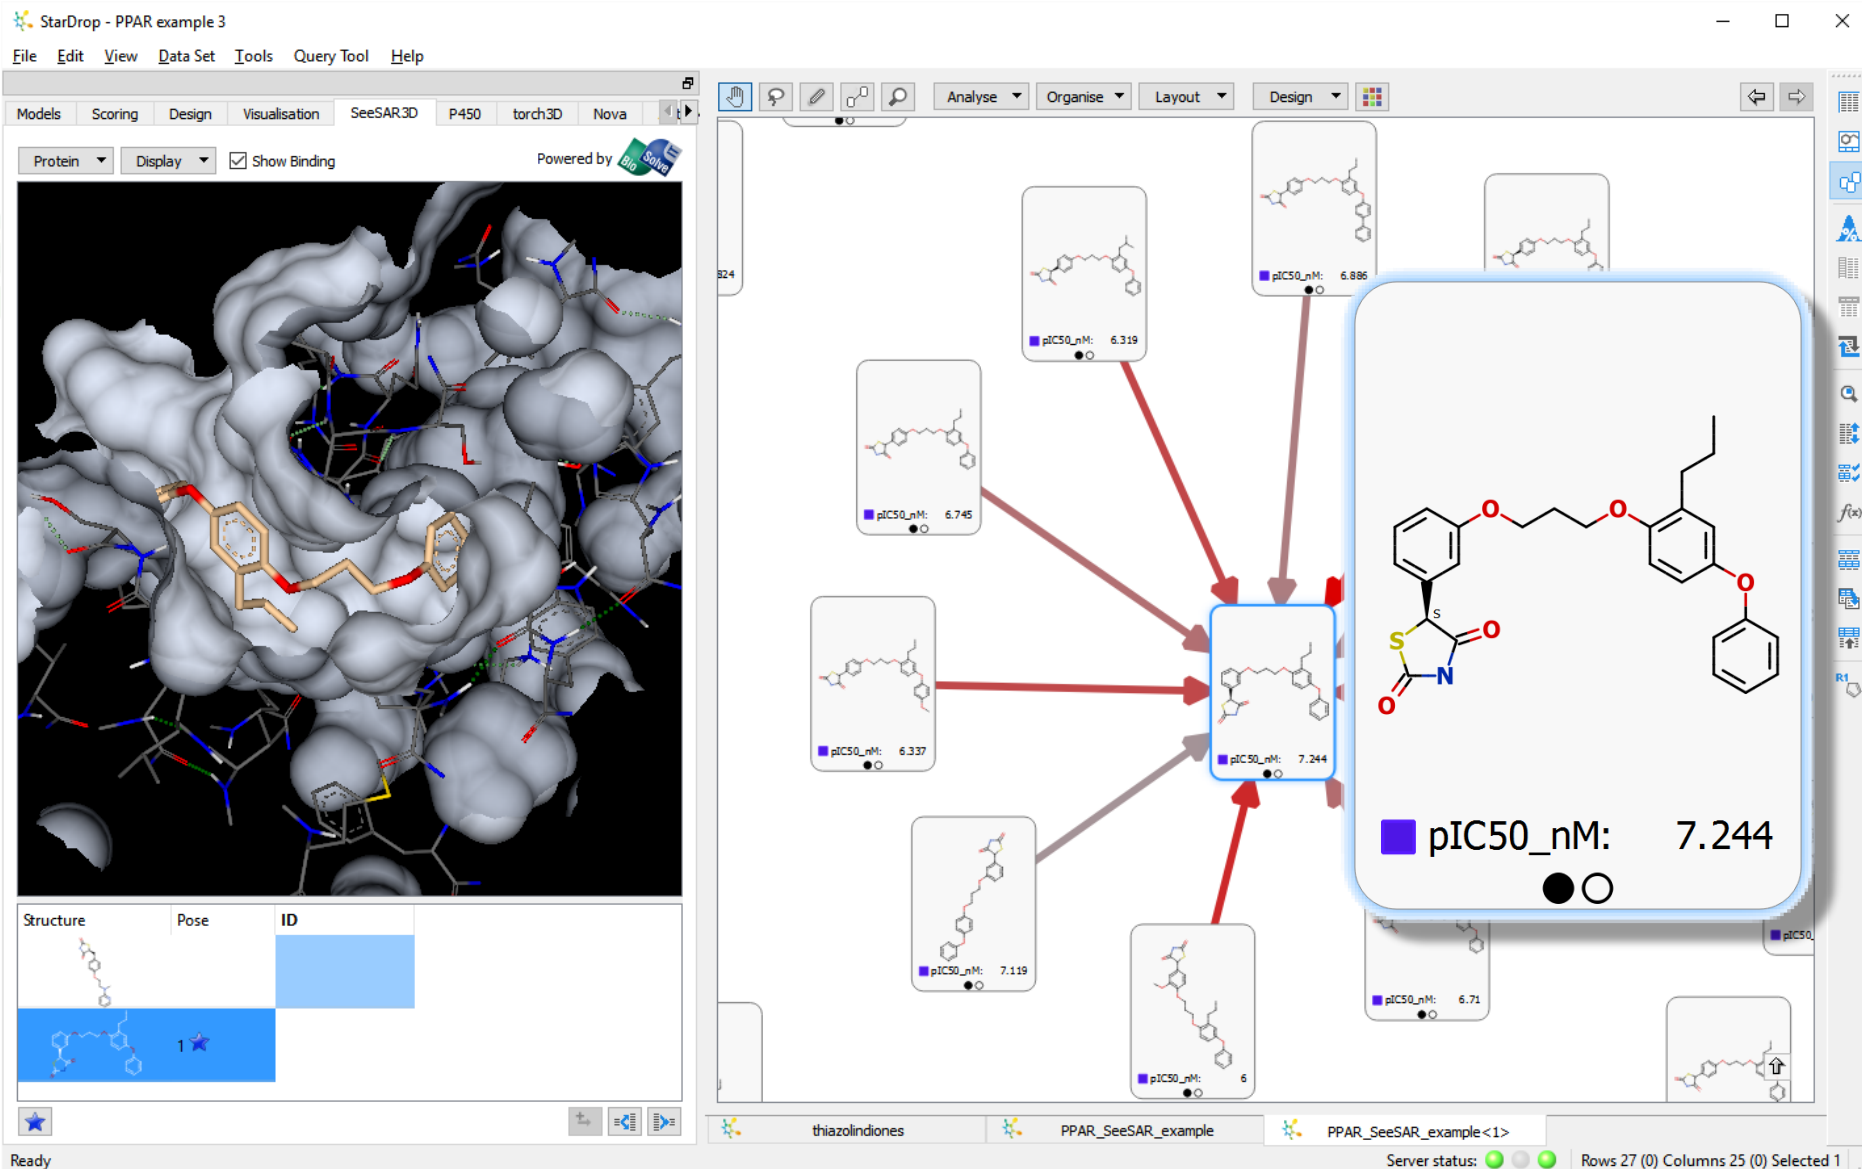 StarDrop - PPAR example 3
File Edit View Data Set Tools Query Tool Help
Models Scoring Design Visualisation SeeSAR3D P450 torch3D Nova
Protein Display Show Binding Powered by BioSolveIT
Analyse Organise Layout Design
824
pIC50_nM: 6.886
pIC50_nM: 6.319
pIC50_nM: 6.745
pIC50_nM: 6.337
pIC50_nM: 7.244
pIC50_nM: 7.119
pIC50_nM: 6
pIC50_nM: 6.71
pIC50_
O O
O
S
S O
N
O
pIC50_nM: 7.244
Structure Pose ID
1
f(x)
R1
thiazolindiones PPAR_SeeSAR_example PPAR_SeeSAR_example<1>
Ready Server status: Rows 27 (0) Columns 25 (0) Selected 1